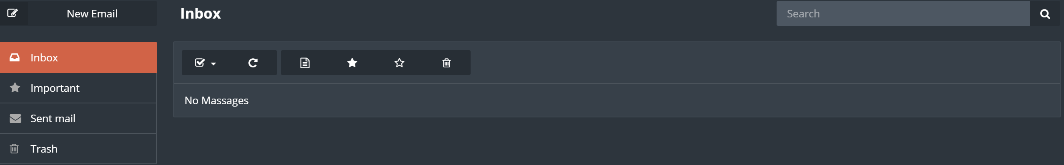 New Email
Inbox
Search
Inbox
Important
Sent mail
Trash
No Massages